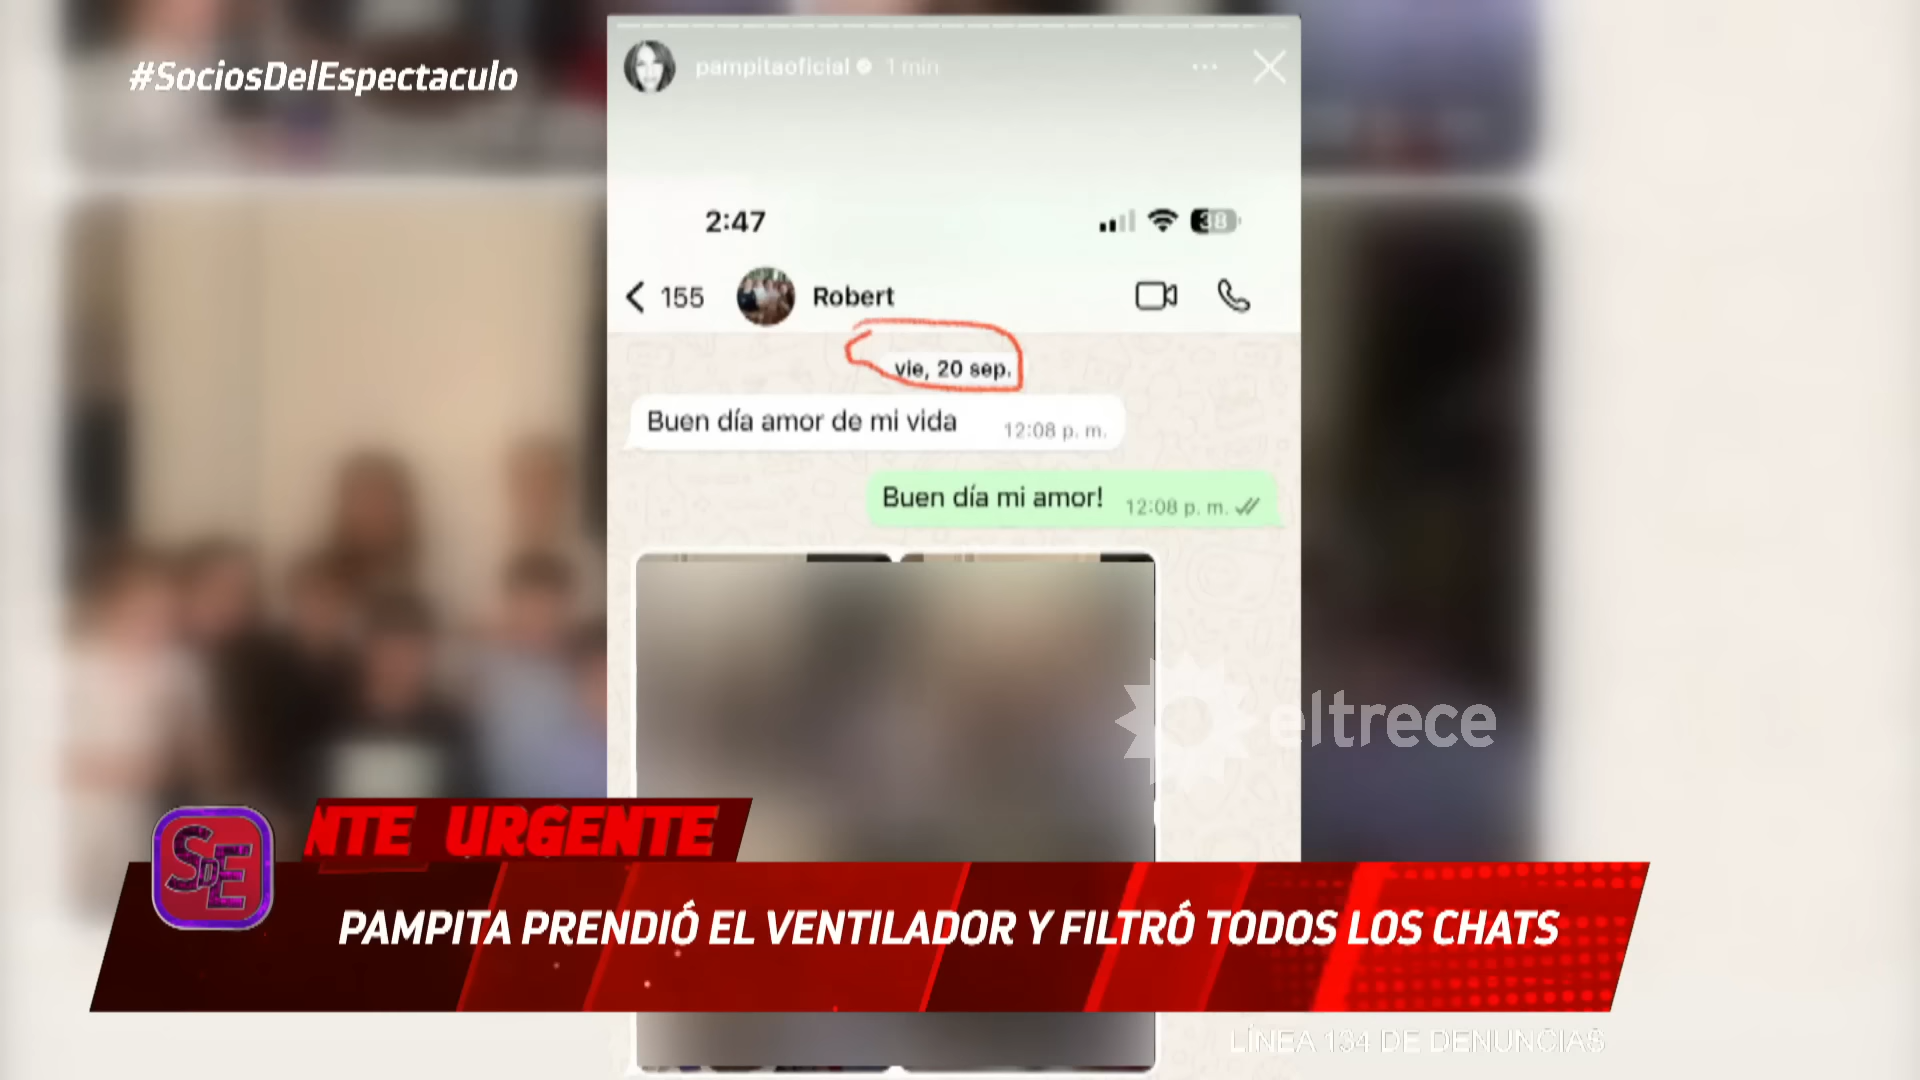 #SociosDelEspectaculo
pampitaoficial 1 min
2:47
38
155 Robert
vie, 20 sep.
Buen día amor de mi vida 12:08 p. m.
Buen día mi amor! 12:08 p. m.
eltrece
NTE URGENTE
SDE
PAMPITA PRENDIÓ EL VENTILADOR Y FILTRÓ TODOS LOS CHATS
LÍNEA 134 DE DENUNCIAS